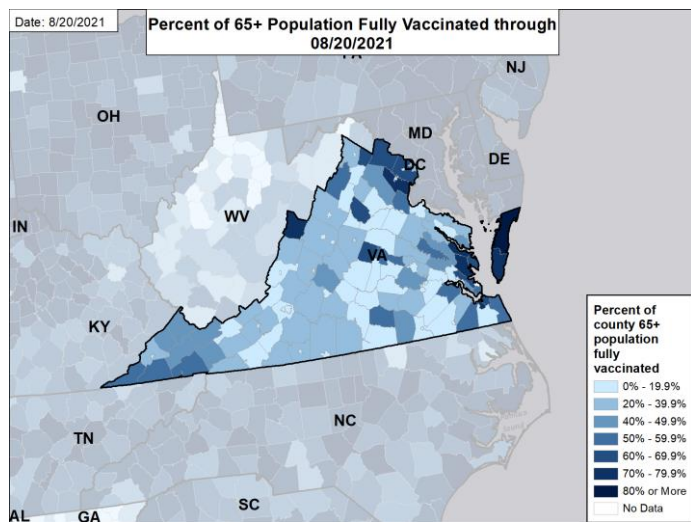 Date: 8/20/2021
Percent of 65+ Population Fully Vaccinated through
08/20/2021
NJ
OH
MD
DC
DE
WV
IN
VA
KY
NC
TN
SC
AL
GA
Percent of
county 65+
population
fully
vaccinated
0% - 19.9%
20% - 39.9%
40% - 49.9%
50% - 59.9%
60% - 69.9%
70% - 79.9%
80% or More
No Data